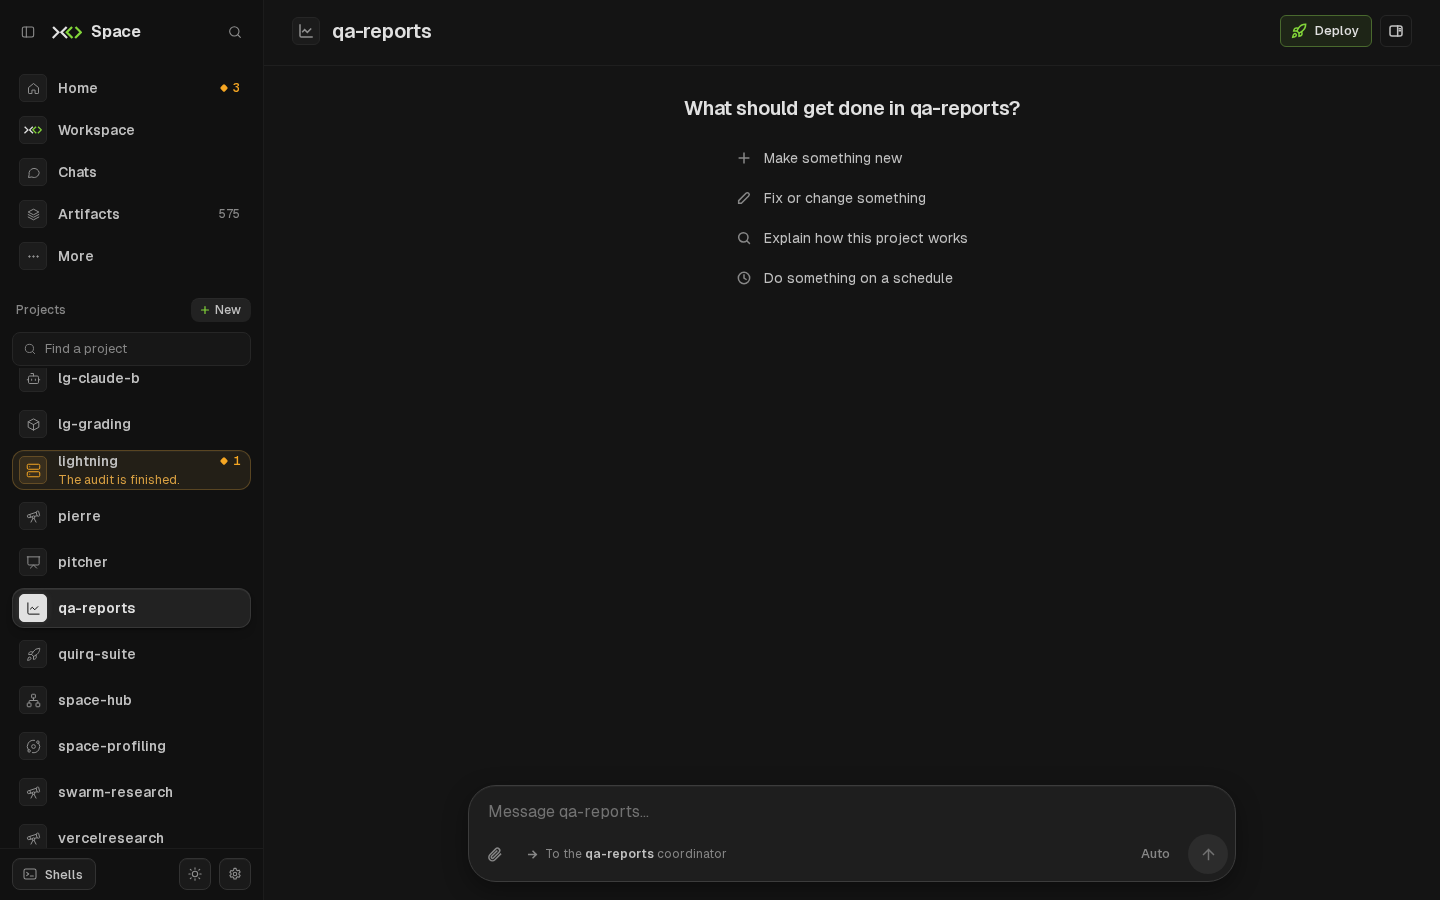 Space
Home
3
Workspace
Chats
Artifacts
575
More
Projects
New
Find a project
lg-claude-b
lg-grading
lightning
1
The audit is finished.
pierre
pitcher
qa-reports
quirq-suite
space-hub
space-profiling
swarm-research
vercelresearch
Shells
qa-reports
Deploy
What should get done in qa-reports?
Make something new
Fix or change something
Explain how this project works
Do something on a schedule
Message qa-reports...
To the qa-reports coordinator
Auto